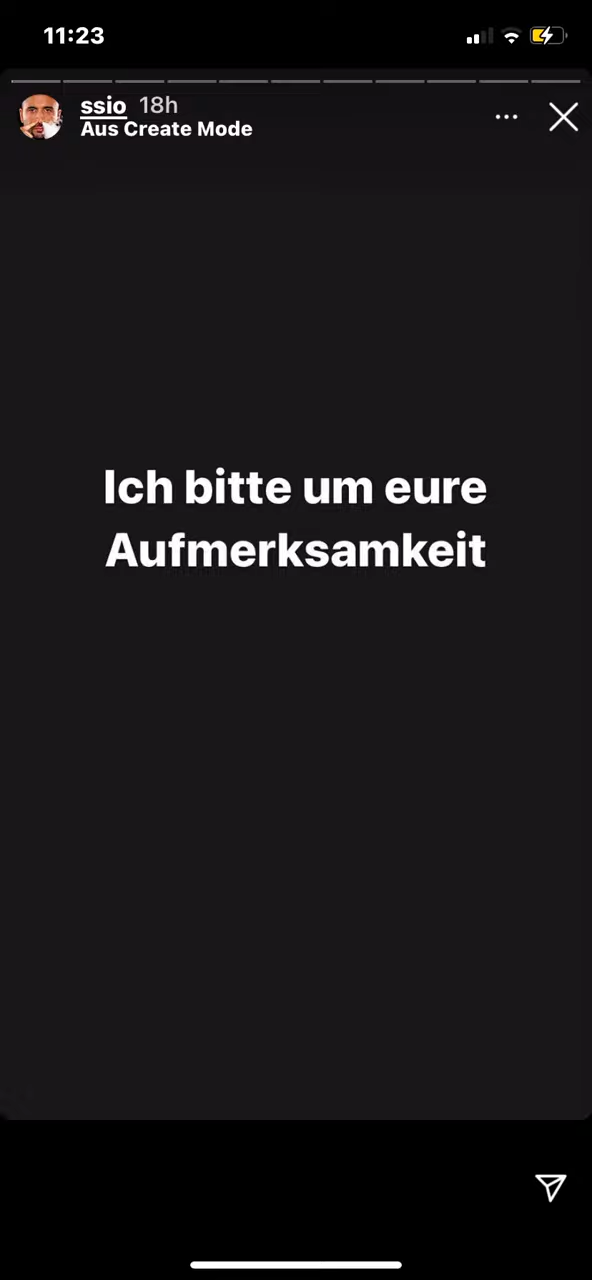 11:23
ssio 18h
Aus Create Mode
Ich bitte um eure
Aufmerksamkeit